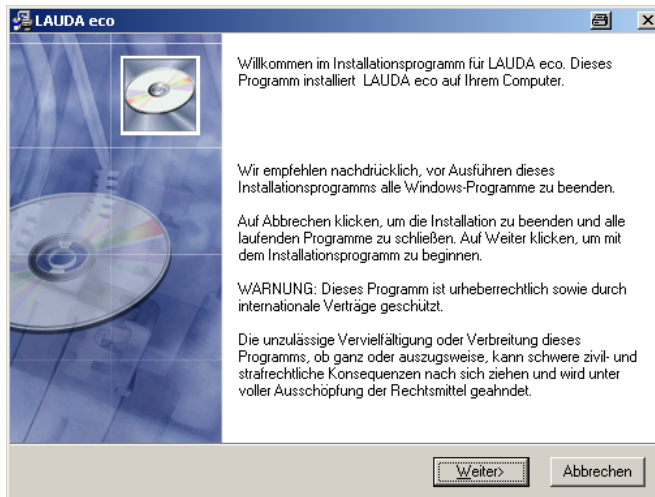 LAUDA eco
Willkommen im Installationsprogramm für LAUDA eco. Dieses
Programm installiert LAUDA eco auf Ihrem Computer.
Wir empfehlen nachdrücklich, vor Ausführen dieses
Installationsprogramms alle Windows-Programme zu beenden.
Auf Abbrechen klicken, um die Installation zu beenden und alle
laufenden Programme zu schließen. Auf Weiter klicken, um mit
dem Installationsprogramm zu beginnen.
WARNUNG: Dieses Programm ist urheberrechtlich sowie durch
internationale Verträge geschützt.
Die unzulässige Vervielfältigung oder Verbreitung dieses
Programms, ob ganz oder auszugsweise, kann schwere zivil- und
strafrechtliche Konsequenzen nach sich ziehen und wird unter
voller Ausschöpfung der Rechtsmittel geahndet.
Weiter>
Abbrechen